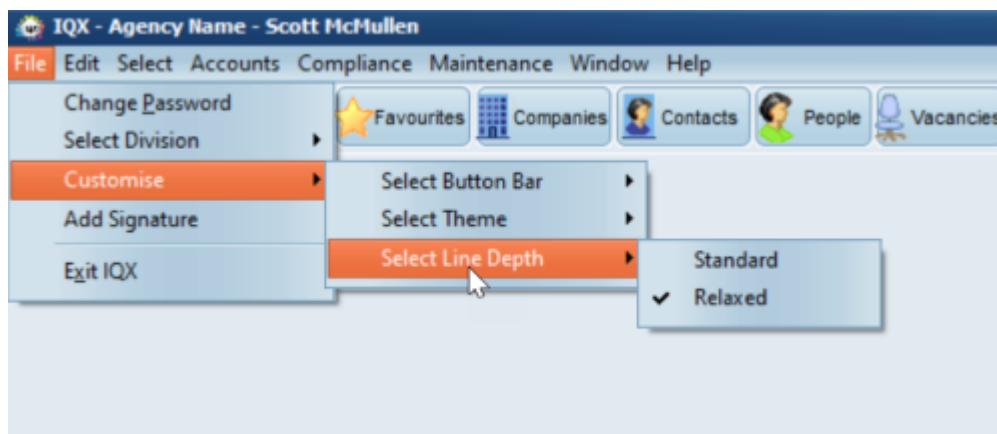 IQX - Agency Name - Scott McMullen
File Edit Select Accounts Compliance Maintenance Window Help
Favourites Companies Contacts People Vacancies
Change Password
Select Division
Customise
Add Signature
Exit IQX
Select Button Bar
Select Theme
Select Line Depth
Standard
Relaxed